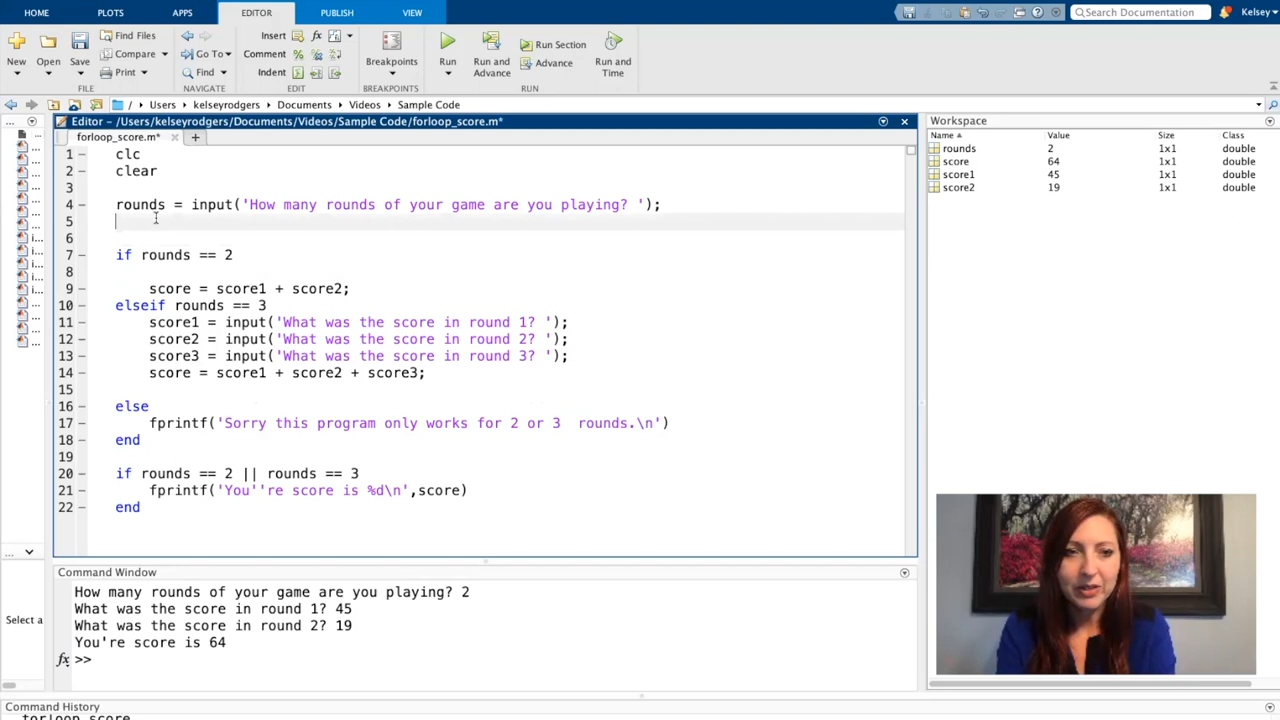 HOME PLOTS APPS EDITOR PUBLISH VIEW
Search Documentation Kelsey
New Open Save Find Files Compare Print
FILE
Go To Find
NAVIGATE
Insert fx
Comment
Indent
EDIT
Breakpoints
BREAKPOINTS
Run Run and Advance Run Section Advance Run and Time
RUN
/ Users kelseyrodgers Documents Videos Sample Code
Editor - /Users/kelseyrodgers/Documents/Videos/Sample Code/forloop_score.m*
forloop_score.m*
1 – clc
2 – clear
3
4 – rounds = input('How many rounds of your game are you playing? ');
5 –
6
7 – if rounds == 2
8
9 – score = score1 + score2;
10 – elseif rounds == 3
11 – score1 = input('What was the score in round 1? ');
12 – score2 = input('What was the score in round 2? ');
13 – score3 = input('What was the score in round 3? ');
14 – score = score1 + score2 + score3;
15
16 – else
17 – fprintf('Sorry this program only works for 2 or 3  rounds.\n')
18 – end
19
20 – if rounds == 2 || rounds == 3
21 – fprintf('You''re score is %d\n',score)
22 – end
Workspace
Name Value Size Class
rounds 2 1x1 double
score 64 1x1 double
score1 45 1x1 double
score2 19 1x1 double
Select a
Command Window
How many rounds of your game are you playing? 2
What was the score in round 1? 45
What was the score in round 2? 19
You're score is 64
fx >>
Command History
forloop_score